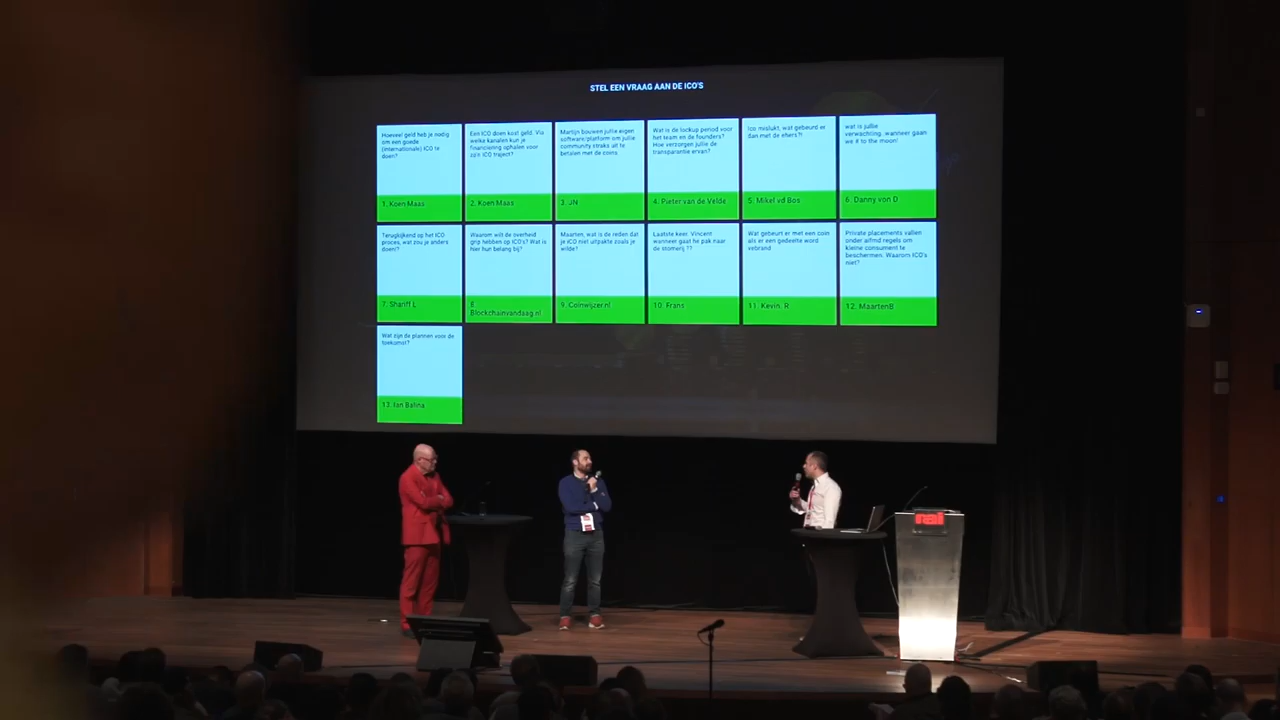 STEL EEN VRAAG AAN DE ICO'S
Hoeveel geld heb je nodig
om een goede
(internationale) ICO te
doen?
1. Koen Maas
Een ICO doen kost geld. Via
welke kanalen kun je
financiering ophalen voor
zo'n ICO traject?
2. Koen Maas
Martijn bouwen jullie eigen
software/platform om jullie
community straks uit te
betalen met de coins
3. JN
Wat is de lockup period voor
het team en de founders?
Hoe verzorgen jullie de
transparantie ervan?
4. Pieter van de Velde
Ico mislukt, wat gebeurd er
dan met de ethers?!
5. Mikel vd Bos
wat is jullie
verwachting, wanneer gaan
we it to the moon!
6. Danny von D
Terugkijkend op het ICO
proces, wat zou je anders
doen!?
7. Shariff L
Waarom wilt de overheid
grip hebben op ICO's? Wat is
hier hun belang bij?
8.
Blockchainvandaag.nl
Maarten, wat is de reden dat
je ICO niet uitpakte zoals je
wilde?
9. Coinwijzer.nl
Laatste keer. Vincent
wanneer gaat he pak naar
de stomerij ??
10. Frans
Wat gebeurt er met een coin
als er een gedeelte word
verbrand
11. Kevin. R
Private placements vallen
onder aifmd regels om
kleine consument te
beschermen. Waarom ICO's
niet?
12. MaartenB
Wat zijn de plannen voor de
toekomst?
13. Ian Balina
rai